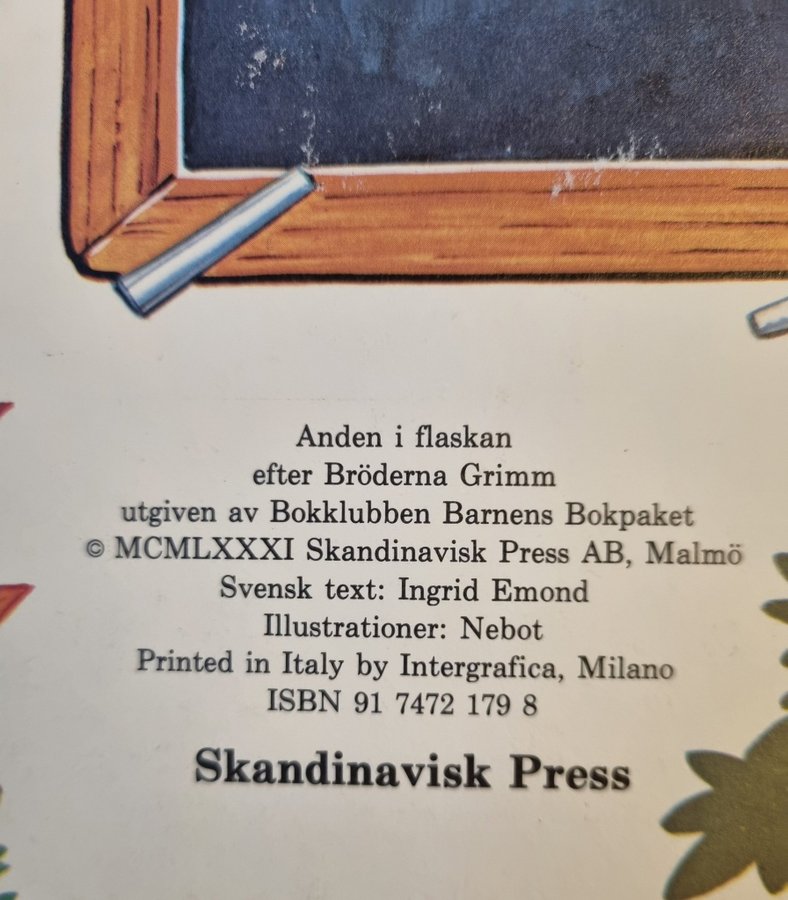 Anden i flaskan
efter Bröderna Grimm
utgiven av Bokklubben Barnens Bokpaket
© MCMLXXXI Skandinavisk Press AB, Malmö
Svensk text: Ingrid Emond
Illustrationer: Nebot
Printed in Italy by Intergrafica, Milano
ISBN 91 7472 179 8
Skandinavisk Press